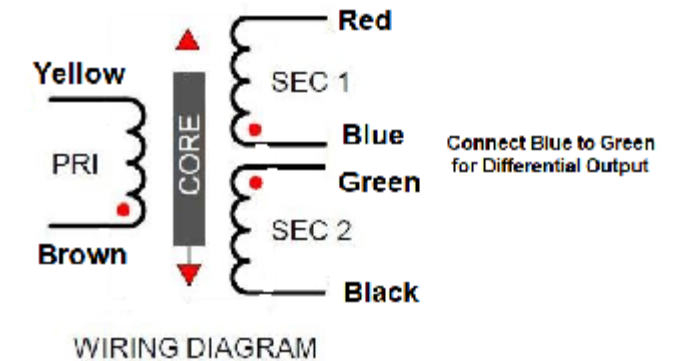 Red
Yellow
SEC 1
CORE
Blue
Connect Blue to Green
for Differential Output
PRI
Green
SEC 2
Brown
Black
WIRING DIAGRAM